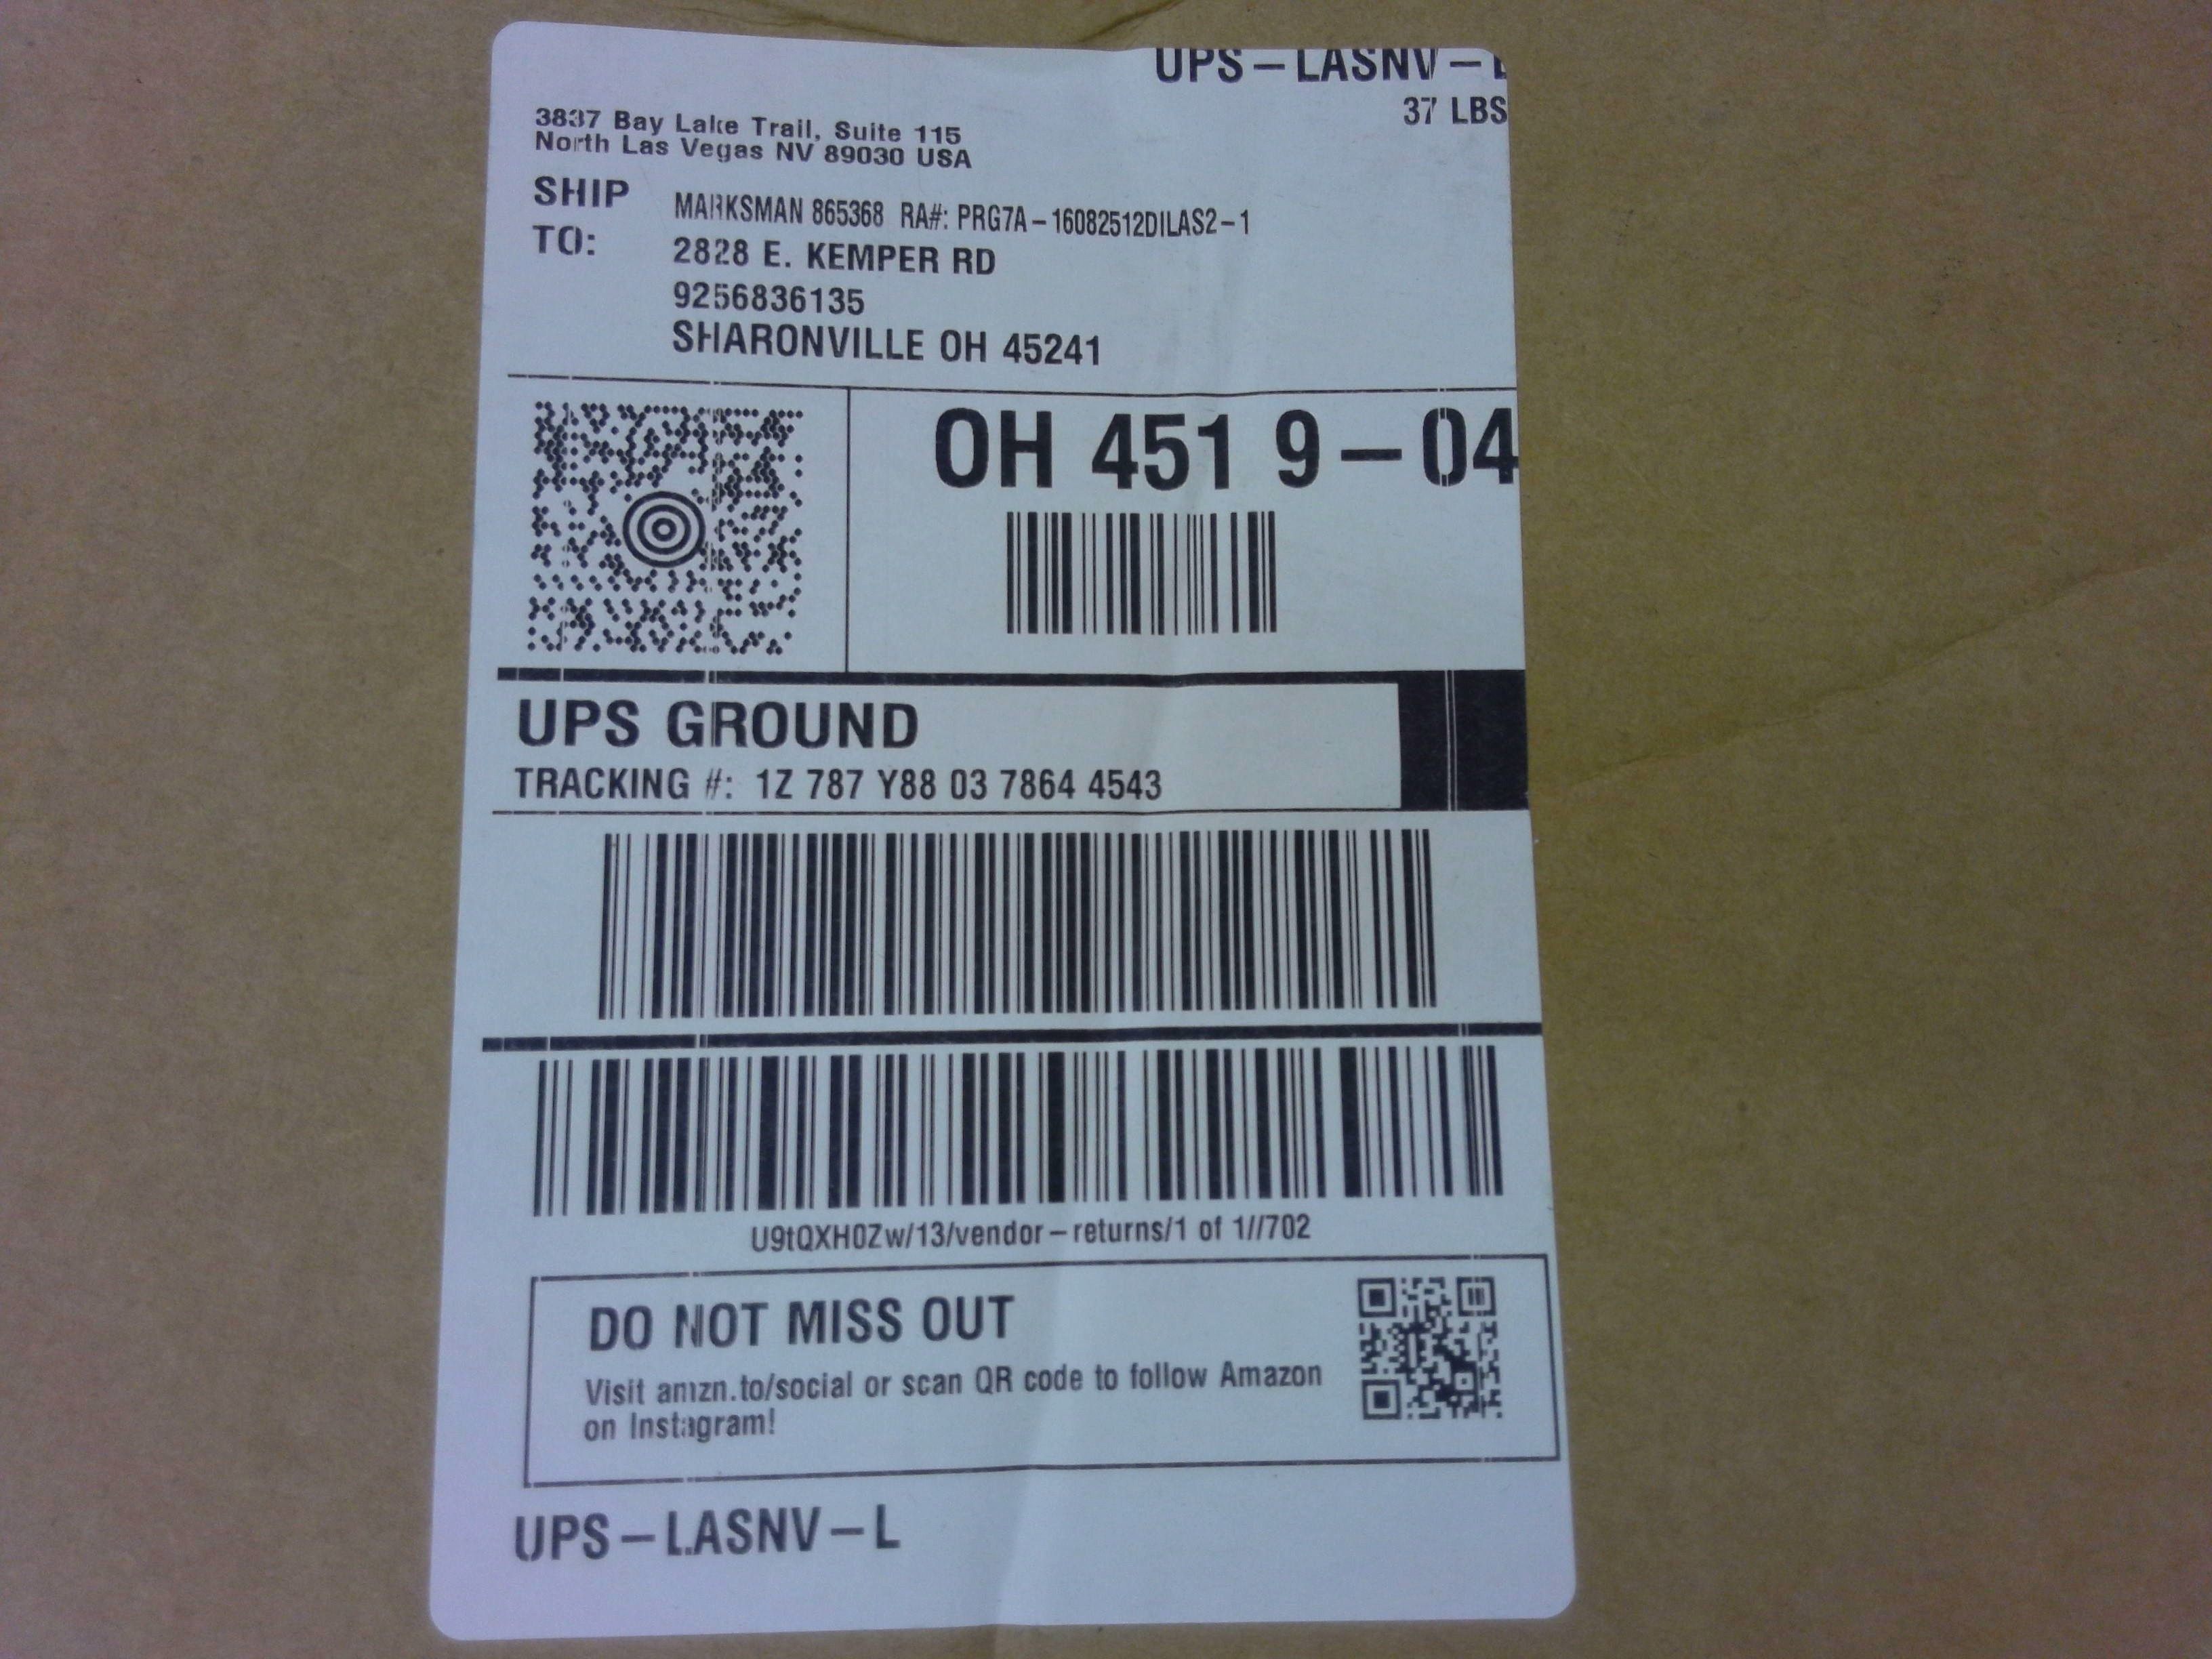 UPS – LASNV – L
37 LBS
3837 Bay Lake Trail, Suite 115
North Las Vegas NV 89030 USA
SHIP TO:
MARKSMAN 865368 RA#: PRG7A – 16082512DILAS2 – 1
2828 E. KEMPER RD
9256836135
SHARONVILLE OH 45241
OH 451 9 – 04
UPS GROUND
TRACKING #: 1Z 787 Y88 03 7864 4543
U9tQXH0Zw/13/vendor – returns/1 of 1//702
DO NOT MISS OUT
Visit amzn.to/social or scan QR code to follow Amazon
on Instagram!
UPS – LASNV – L